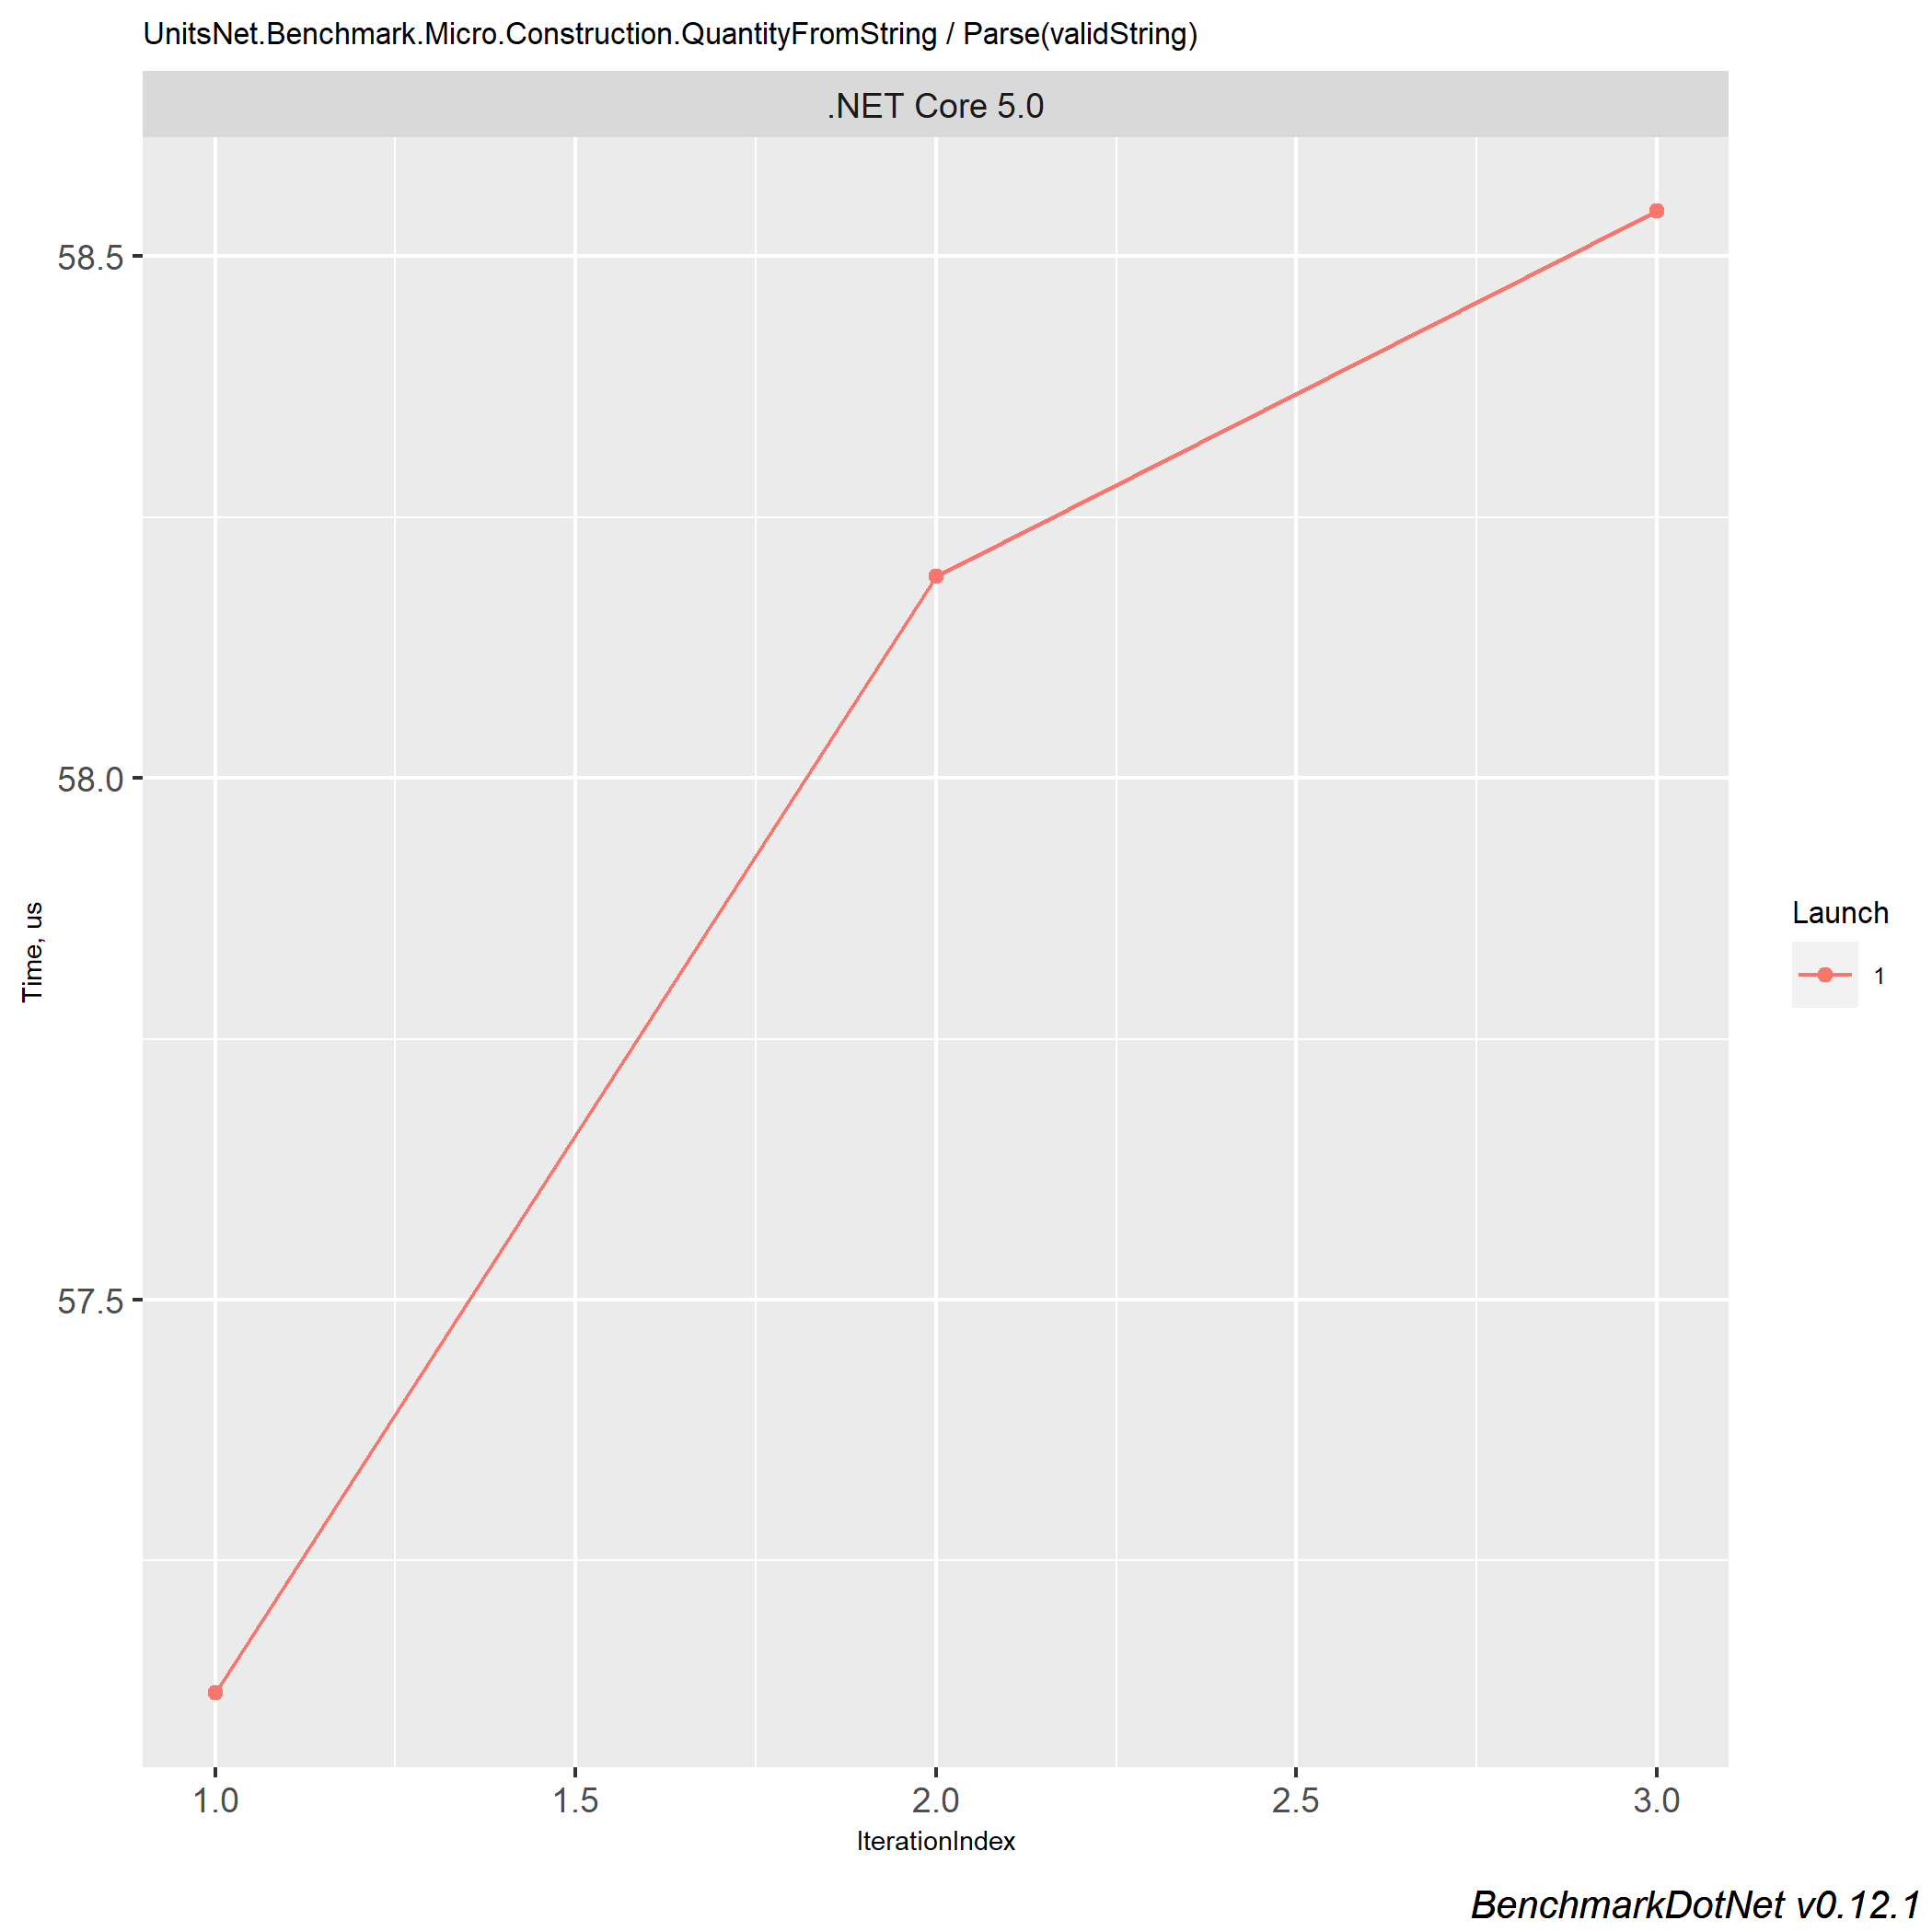 UnitsNet.Benchmark.Micro.Construction.QuantityFromString / Parse(validString)
.NET Core 5.0
58.5
58.0
57.5
Time, us
1.0 1.5 2.0 2.5 3.0
IterationIndex
Launch
1
BenchmarkDotNet v0.12.1